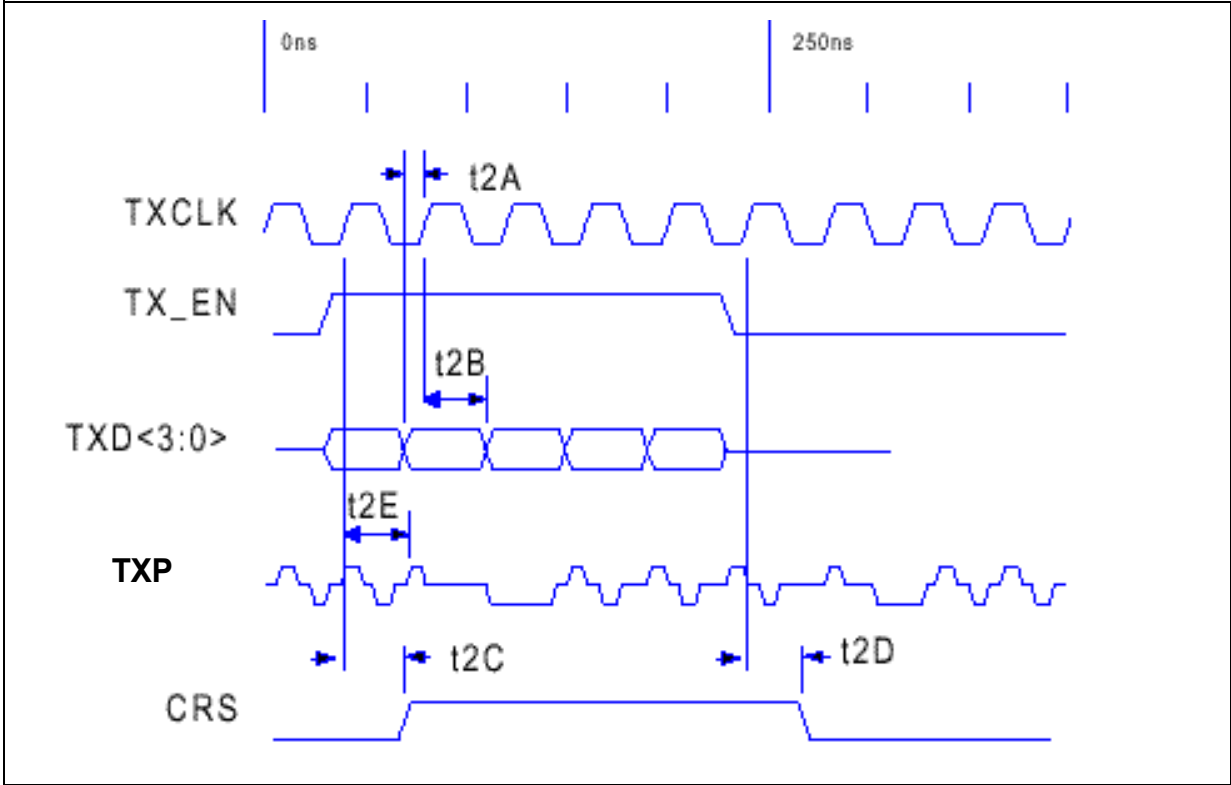 0ns 250ns
t2A
TXCLK
TX_EN
t2B
TXD<3:0>
t2E
TXP
t2C t2D
CRS